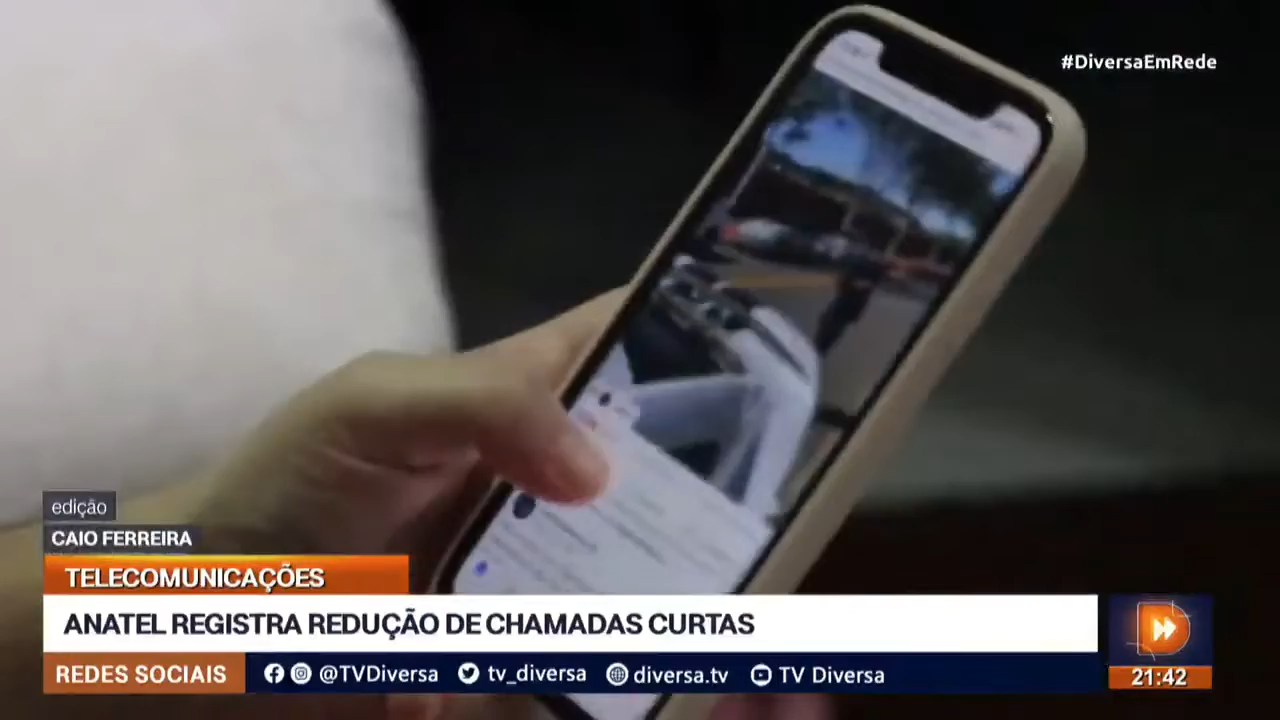 #DiversaEmRede
edição
CAIO FERREIRA
TELECOMUNICAÇÕES
ANATEL REGISTRA REDUÇÃO DE CHAMADAS CURTAS
REDES SOCIAIS @TVDiversa tv_diversa diversa.tv TV Diversa
21:42